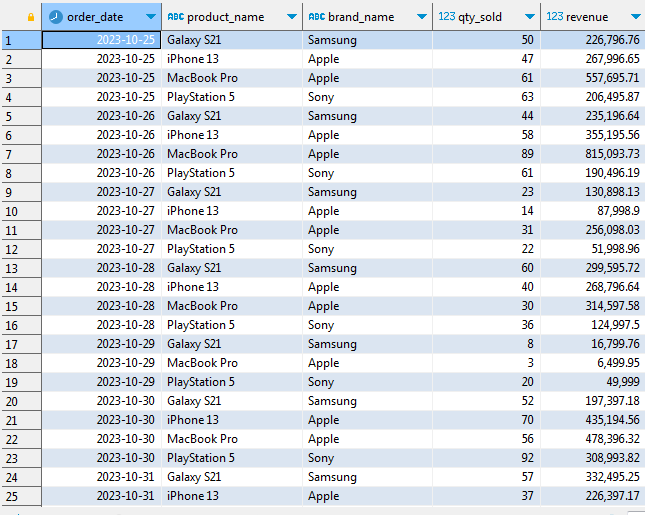 order_date ABC product_name ABC brand_name 123 qty_sold 123 revenue
1 2023-10-25 Galaxy S21 Samsung 50 226,796.76
2 2023-10-25 iPhone 13 Apple 47 267,996.65
3 2023-10-25 MacBook Pro Apple 61 557,695.71
4 2023-10-25 PlayStation 5 Sony 63 206,495.87
5 2023-10-26 Galaxy S21 Samsung 44 235,196.64
6 2023-10-26 iPhone 13 Apple 58 355,195.56
7 2023-10-26 MacBook Pro Apple 89 815,093.73
8 2023-10-26 PlayStation 5 Sony 61 190,496.19
9 2023-10-27 Galaxy S21 Samsung 23 130,898.13
10 2023-10-27 iPhone 13 Apple 14 87,998.9
11 2023-10-27 MacBook Pro Apple 31 256,098.03
12 2023-10-27 PlayStation 5 Sony 22 51,998.96
13 2023-10-28 Galaxy S21 Samsung 60 299,595.72
14 2023-10-28 iPhone 13 Apple 40 268,796.64
15 2023-10-28 MacBook Pro Apple 30 314,597.58
16 2023-10-28 PlayStation 5 Sony 36 124,997.5
17 2023-10-29 Galaxy S21 Samsung 8 16,799.76
18 2023-10-29 MacBook Pro Apple 3 6,499.95
19 2023-10-29 PlayStation 5 Sony 20 49,999
20 2023-10-30 Galaxy S21 Samsung 52 197,397.18
21 2023-10-30 iPhone 13 Apple 70 435,194.56
22 2023-10-30 MacBook Pro Apple 56 478,396.32
23 2023-10-30 PlayStation 5 Sony 92 308,993.82
24 2023-10-31 Galaxy S21 Samsung 57 332,495.25
25 2023-10-31 iPhone 13 Apple 37 226,397.17